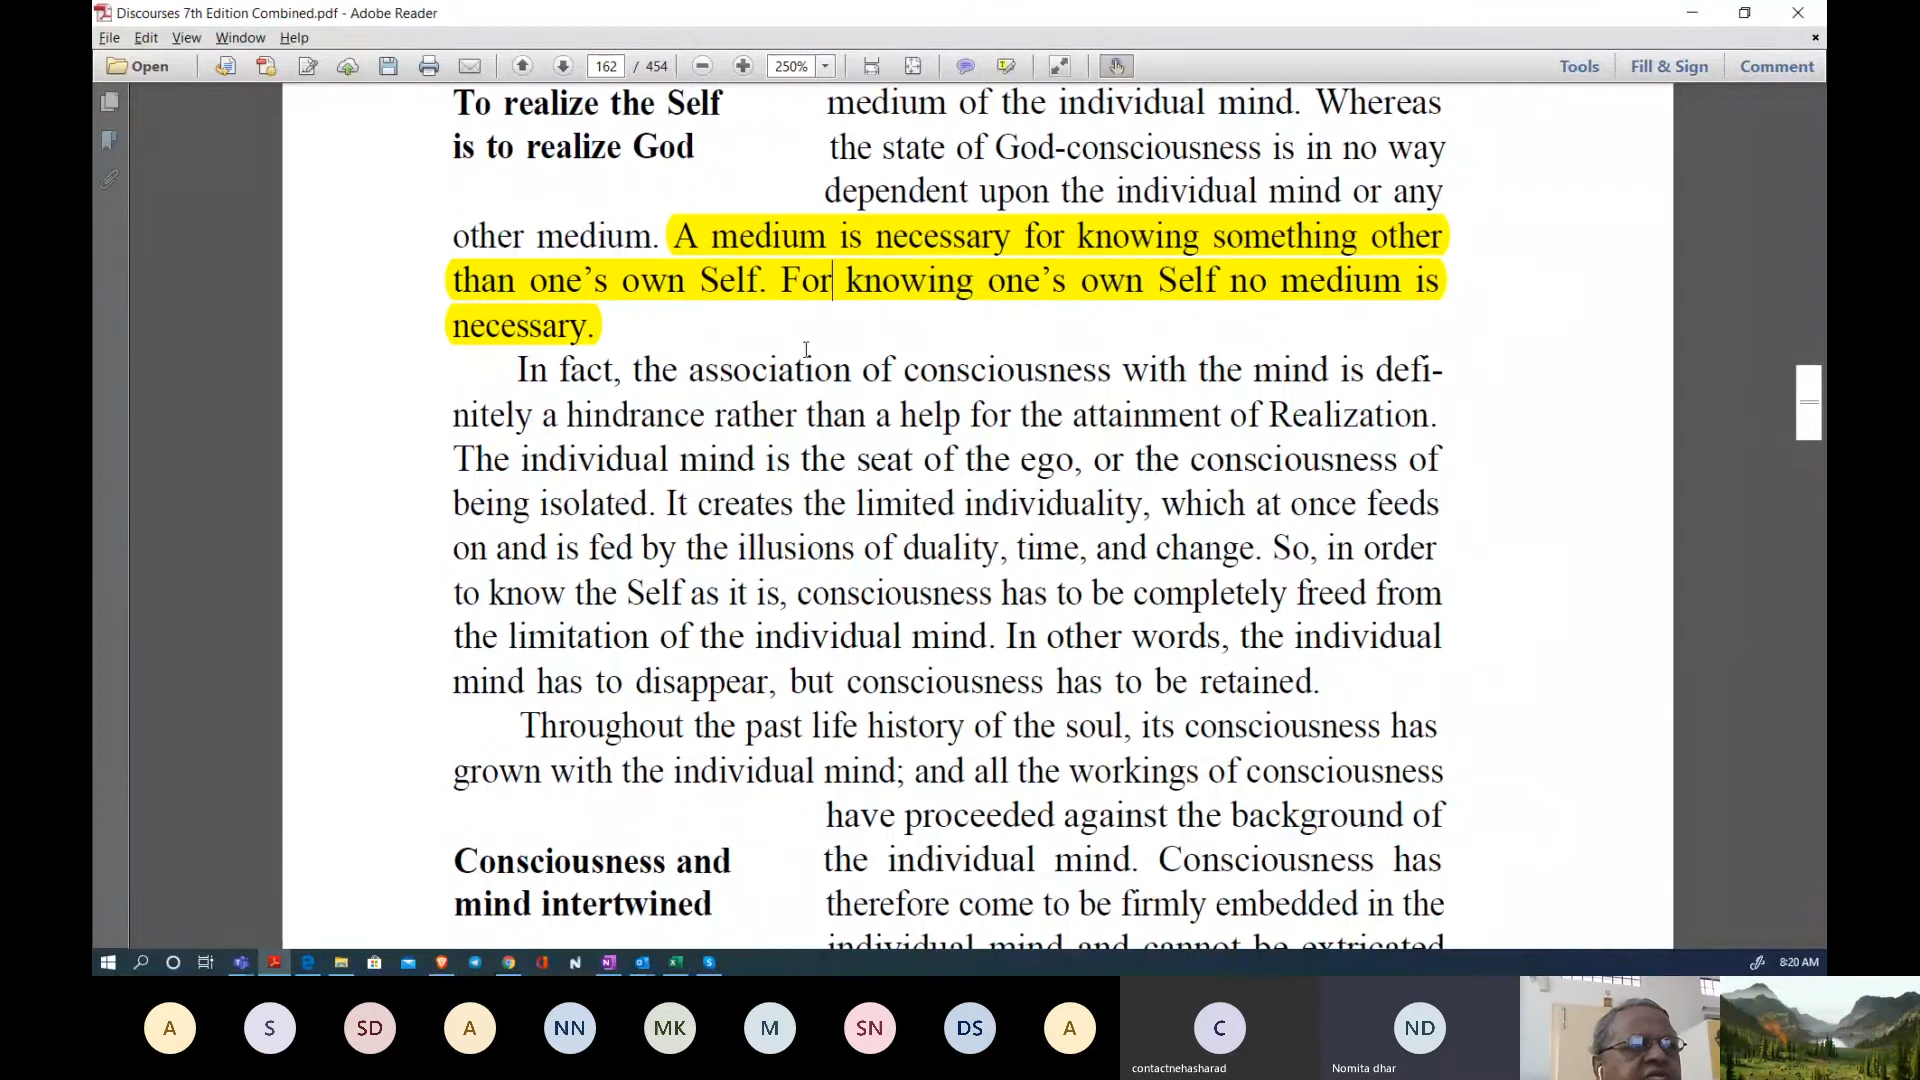 Discourses 7th Edition Combined.pdf - Adobe Reader
File Edit View Window Help
Open 162 / 454 250% Tools Fill & Sign Comment
To realize the Self
is to realize God
medium of the individual mind. Whereas
the state of God-consciousness is in no way
dependent upon the individual mind or any
other medium. A medium is necessary for knowing something other
than one's own Self. For knowing one's own Self no medium is
necessary.
In fact, the association of consciousness with the mind is defi-
nitely a hindrance rather than a help for the attainment of Realization.
The individual mind is the seat of the ego, or the consciousness of
being isolated. It creates the limited individuality, which at once feeds
on and is fed by the illusions of duality, time, and change. So, in order
to know the Self as it is, consciousness has to be completely freed from
the limitation of the individual mind. In other words, the individual
mind has to disappear, but consciousness has to be retained.
Throughout the past life history of the soul, its consciousness has
grown with the individual mind; and all the workings of consciousness
have proceeded against the background of
Consciousness and
mind intertwined
the individual mind. Consciousness has
therefore come to be firmly embedded in the
individual mind and cannot be extricated
8:20 AM
A S SD A NN MK M SN DS A C ND
contactnehasharad Nomita dhar